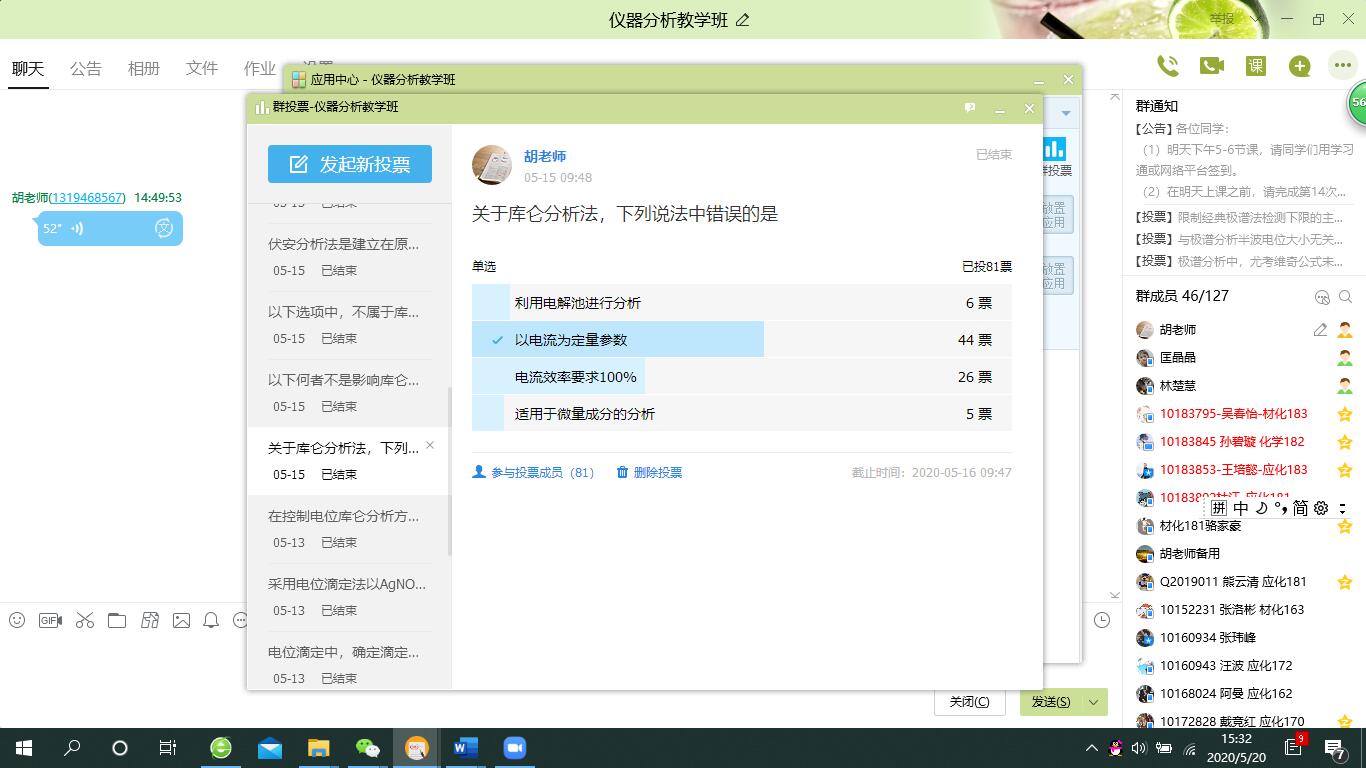 仪器分析教学班
举报
聊天 公告 相册 文件 作业
应用中心 - 仪器分析教学班
群投票-仪器分析教学班
胡老师(1319468567) 14:49:53
52"
文
发起新投票
05-15 已结束
伏安分析法是建立在原...
05-15 已结束
以下选项中，不属于库...
05-15 已结束
以下何者不是影响库仑...
05-15 已结束
关于库仑分析法，下列...
05-15 已结束
在控制电位库仑分析方...
05-13 已结束
采用电位滴定法以AgNO...
05-13 已结束
电位滴定中，确定滴定...
05-13 已结束
胡老师
05-15 09:48
已结束
关于库仑分析法，下列说法中错误的是
单选 已投81票
利用电解池进行分析 6 票
以电流为定量参数 44 票
电流效率要求100% 26 票
适用于微量成分的分析 5 票
参与投票成员（81） 删除投票 截止时间：2020-05-16 09:47
群投票
放置
应用
放置
应用
GIF
关闭(C) 发送(S)
课
56
群通知
【公告】各位同学：
（1）明天下午5-6节课，请同学们用学习
通或网络平台签到。
（2）在明天上课之前，请完成第14次...
【投票】限制经典极谱法检测下限的主...
【投票】与极谱分析半波电位大小无关...
【投票】极谱分析中，尤考维奇公式未...
群成员 46/127
胡老师
匡晶晶
林楚慧
10183795-吴春怡-材化183
10183845 孙碧璇 化学182
10183853-王培懿-应化183
拼 中 简
材化181骆家豪
胡老师备用
Q2019011 熊云清 应化181
10152231 张洛彬 材化163
10160934 张玮峰
10160943 汪波 应化172
10168024 阿曼 应化162
10172828 戴竞红 应化170
15:32
2020/5/20
9
7